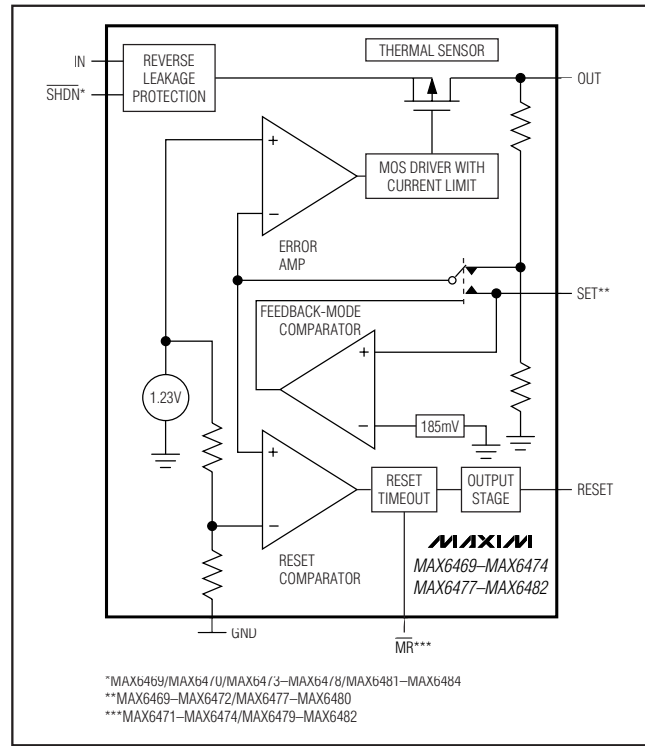 THERMAL SENSOR
IN
REVERSE
LEAKAGE
PROTECTION
SHDN*
OUT
+
MOS DRIVER WITH
CURRENT LIMIT
−
ERROR
AMP
SET**
FEEDBACK-MODE
COMPARATOR
+
1.23V
−
185mV
+
RESET
TIMEOUT
OUTPUT
STAGE
RESET
−
RESET
COMPARATOR
MAXIM
MAX6469–MAX6474
MAX6477–MAX6482
GND
MR***
*MAX6469/MAX6470/MAX6473–MAX6478/MAX6481–MAX6484
**MAX6469–MAX6472/MAX6477–MAX6480
***MAX6471–MAX6474/MAX6479–MAX6482